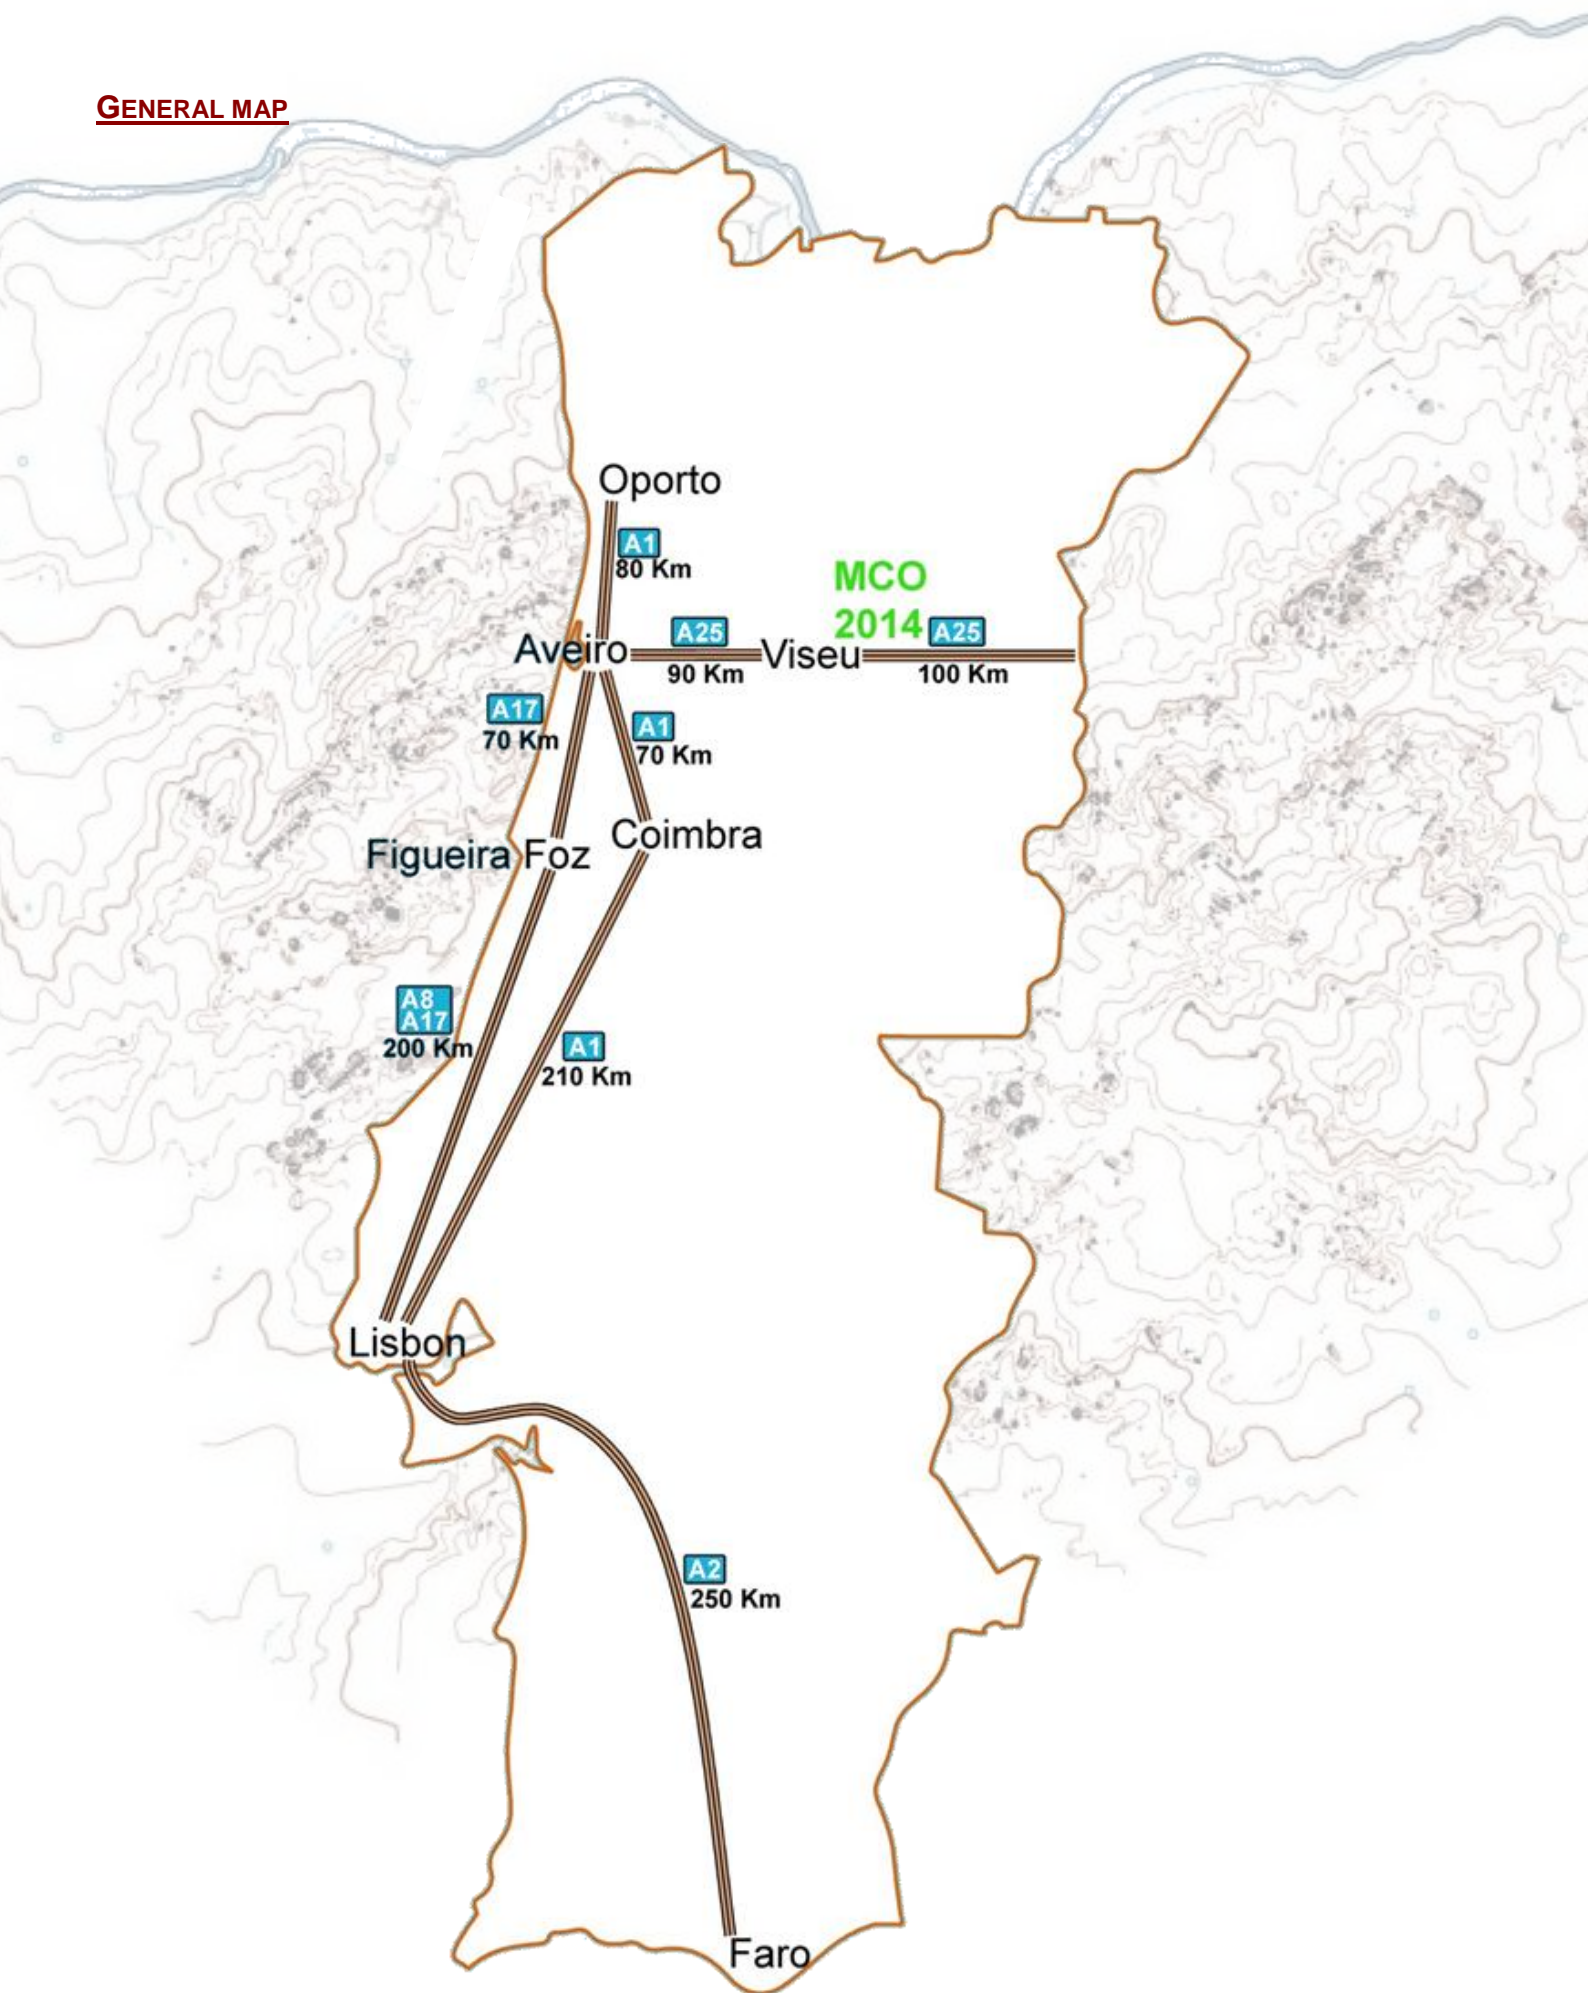 GENERAL MAP
Oporto
A1
80 Km
MCO
2014
Aveiro
A25
90 Km
Viseu
A25
100 Km
A17
70 Km
A1
70 Km
Figueira Foz
Coimbra
A8
A17
200 Km
A1
210 Km
Lisbon
A2
250 Km
Faro